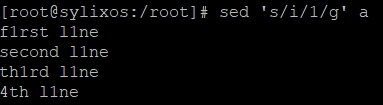 [root@sylixos:/root]# sed 's/i/1/g' a
f1rst l1ne
second l1ne
th1rd l1ne
4th l1ne